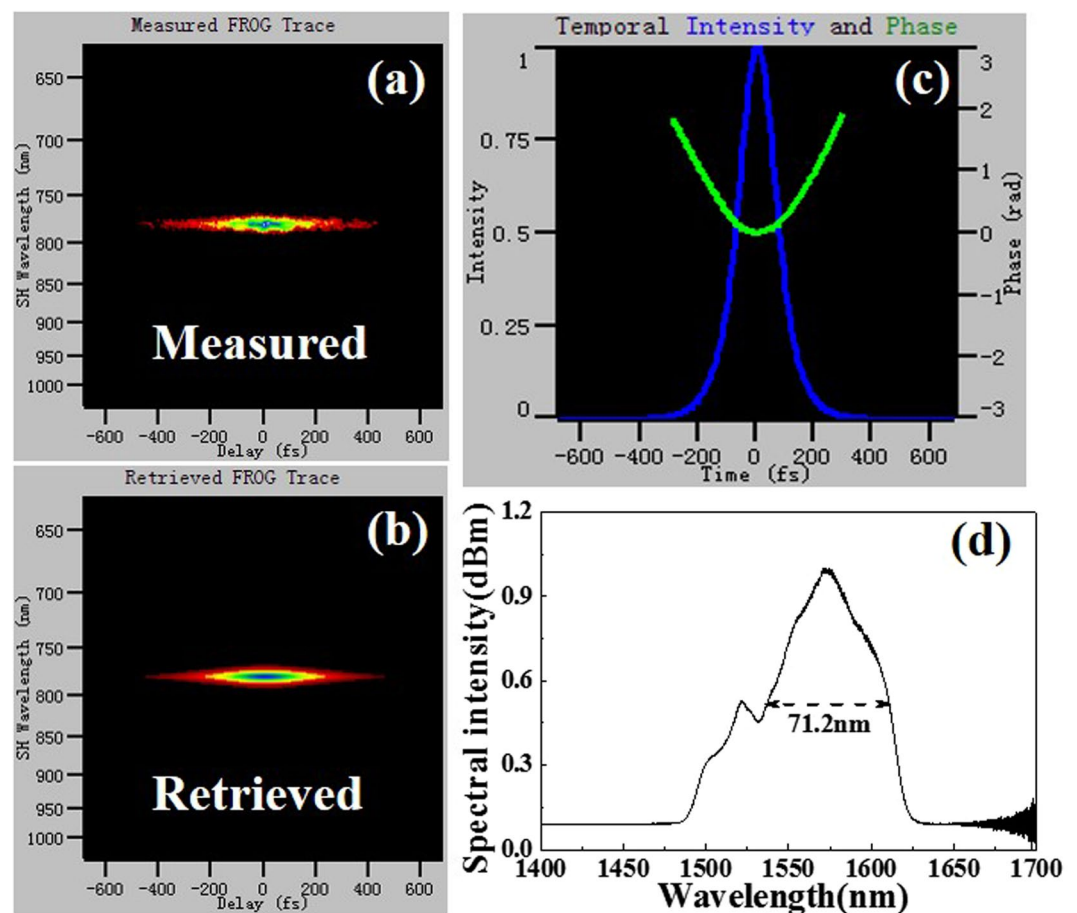 Measured FROG Trace
(a)
SH Wavelength (nm)
650
700
750
800
850
900
950
1000
Measured
-600 -400 -200 0 200 400 600
Delay (fs)
Retrieved FROG Trace
(b)
SH Wavelength (nm)
650
700
750
800
850
900
950
1000
Retrieved
-600 -400 -200 0 200 400 600
Delay (fs)
Temporal Intensity and Phase
(c)
Intensity
1
0.75
0.5
0.25
0
Phase (rad)
3
2
1
0
-1
-2
-3
-600 -400 -200 0 200 400 600
Time (fs)
(d)
Spectral intensity(dBm)
1.2
0.9
0.6
0.3
0.0
71.2nm
1400 1450 1500 1550 1600 1650 1700
Wavelength(nm)